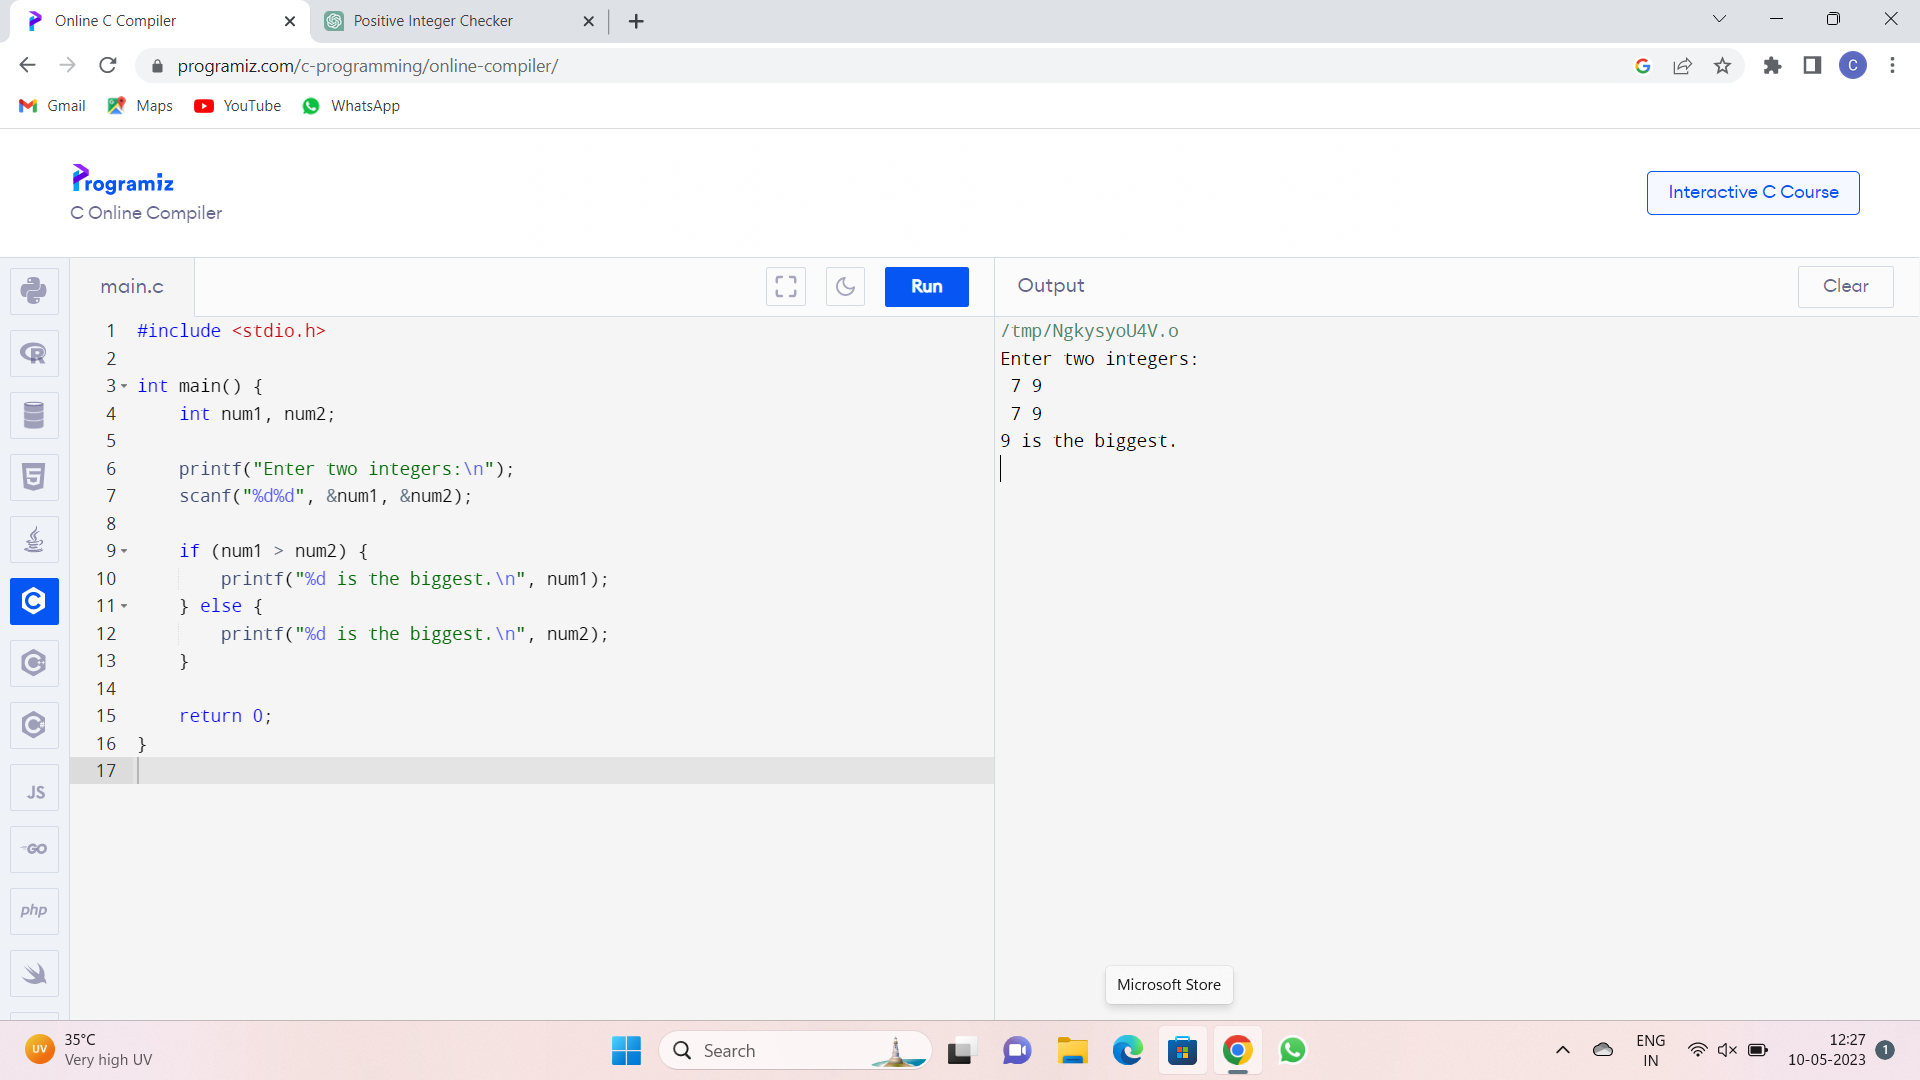 Online C Compiler
Positive Integer Checker
programiz.com/c-programming/online-compiler/
C
Gmail
Maps
YouTube
WhatsApp
Programiz
C Online Compiler
Interactive C Course
main.c
Run
Output
Clear
1 #include <stdio.h>
2
3 int main() {
4 int num1, num2;
5
6 printf("Enter two integers:\n");
7 scanf("%d%d", &num1, &num2);
8
9 if (num1 > num2) {
10 printf("%d is the biggest.\n", num1);
11 } else {
12 printf("%d is the biggest.\n", num2);
13 }
14
15 return 0;
16 }
17
/tmp/NgkysyoU4V.o
Enter two integers:
7 9
7 9
9 is the biggest.
JS
GO
php
Microsoft Store
UV
35°C
Very high UV
Search
ENG
IN
12:27
10-05-2023
1